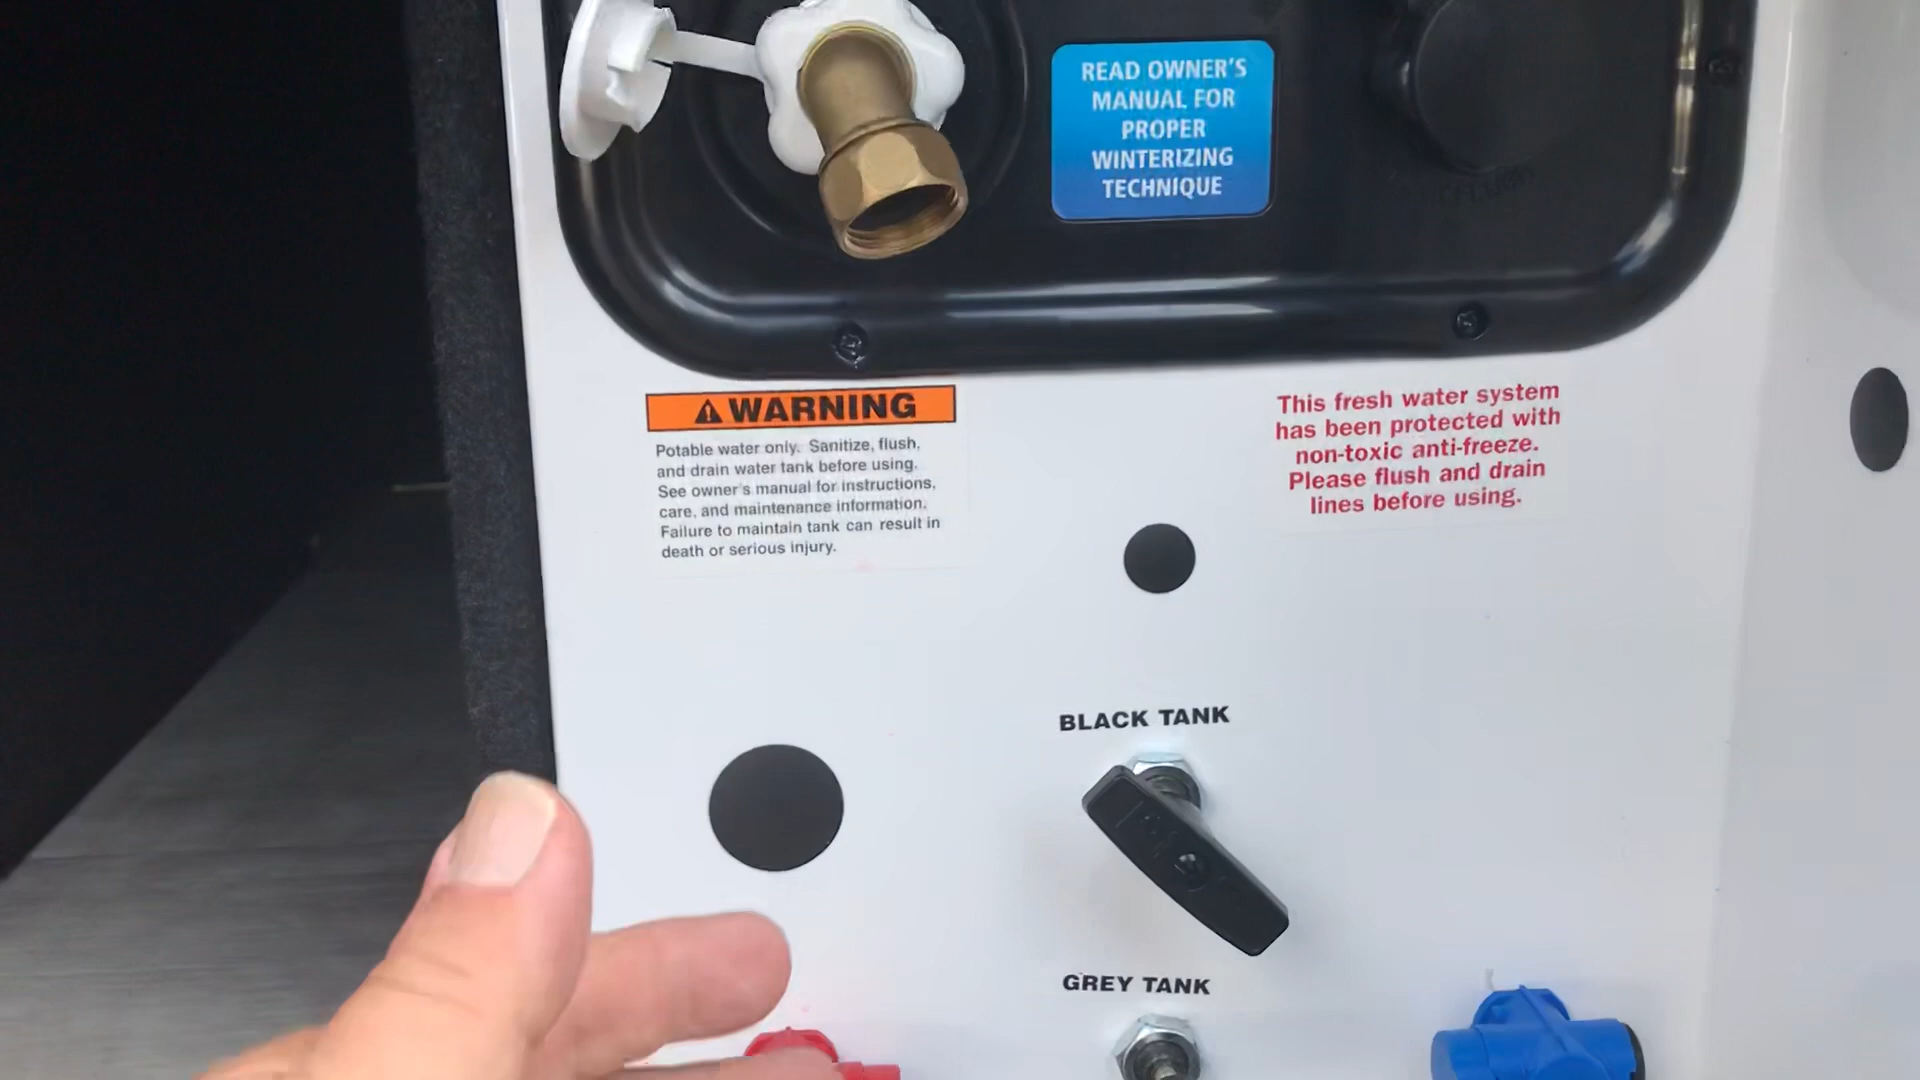 READ OWNER'S
MANUAL FOR
PROPER
WINTERIZING
TECHNIQUE
WARNING
Potable water only. Sanitize, flush,
and drain water tank before using.
See owner's manual for instructions,
care, and maintenance information.
Failure to maintain tank can result in
death or serious injury.
This fresh water system
has been protected with
non-toxic anti-freeze.
Please flush and drain
lines before using.
BLACK TANK
GREY TANK